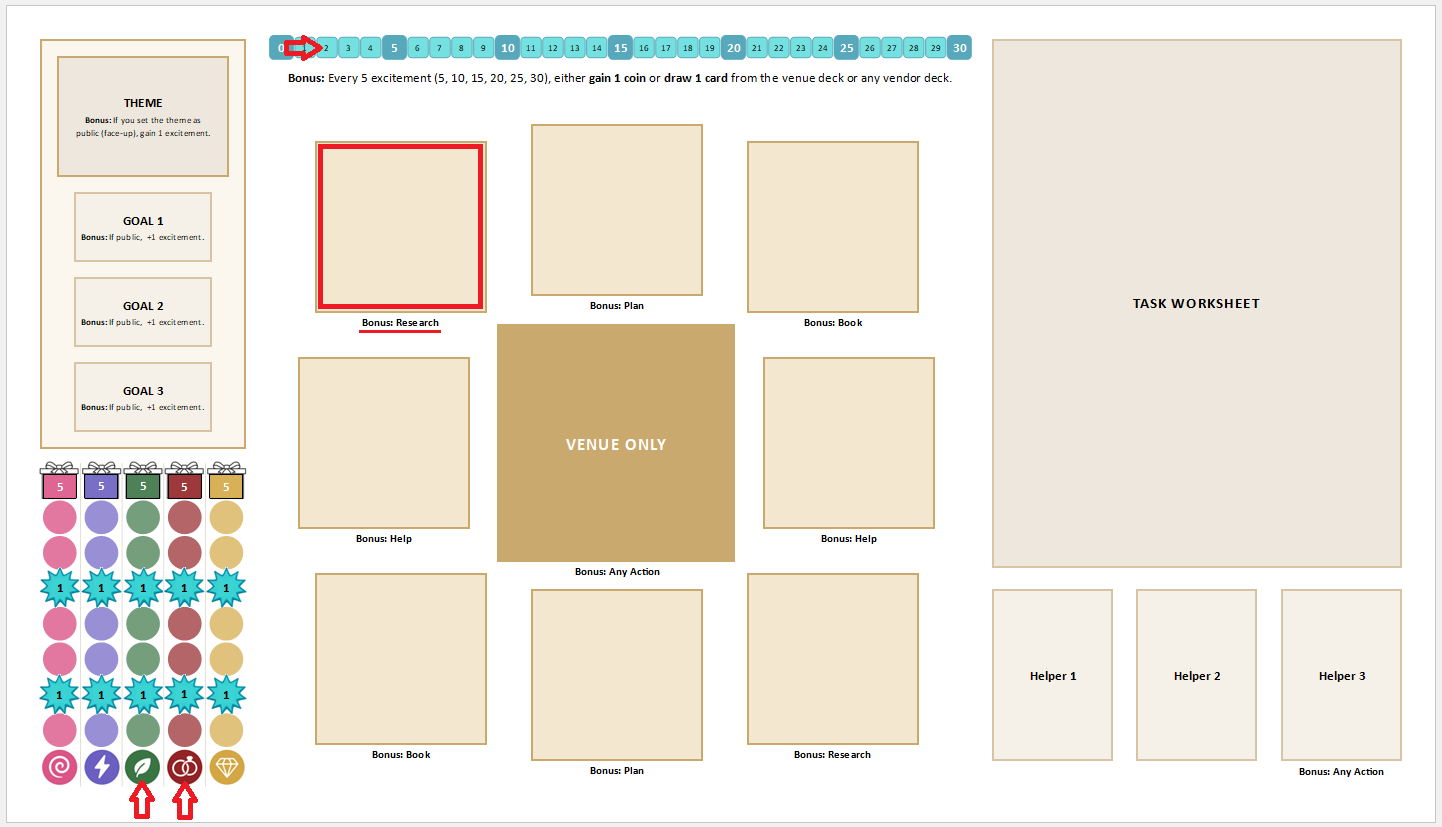 0 2 3 4 5 6 7 8 9 10 11 12 13 14 15 16 17 18 19 20 21 22 23 24 25 26 27 28 29 30
Bonus: Every 5 excitement (5, 10, 15, 20, 25, 30), either gain 1 coin or draw 1 card from the venue deck or any vendor deck.
THEME
Bonus: If you set the theme as
public (face-up), gain 1 excitement.
GOAL 1
Bonus: If public, +1 excitement.
GOAL 2
Bonus: If public, +1 excitement.
GOAL 3
Bonus: If public, +1 excitement.
5 5 5 5 5
1 1 1 1 1
1 1 1 1 1
Bonus: Research
Bonus: Plan
Bonus: Book
Bonus: Help
VENUE ONLY
Bonus: Any Action
Bonus: Help
Bonus: Book
Bonus: Plan
Bonus: Research
TASK WORKSHEET
Helper 1
Helper 2
Helper 3
Bonus: Any Action